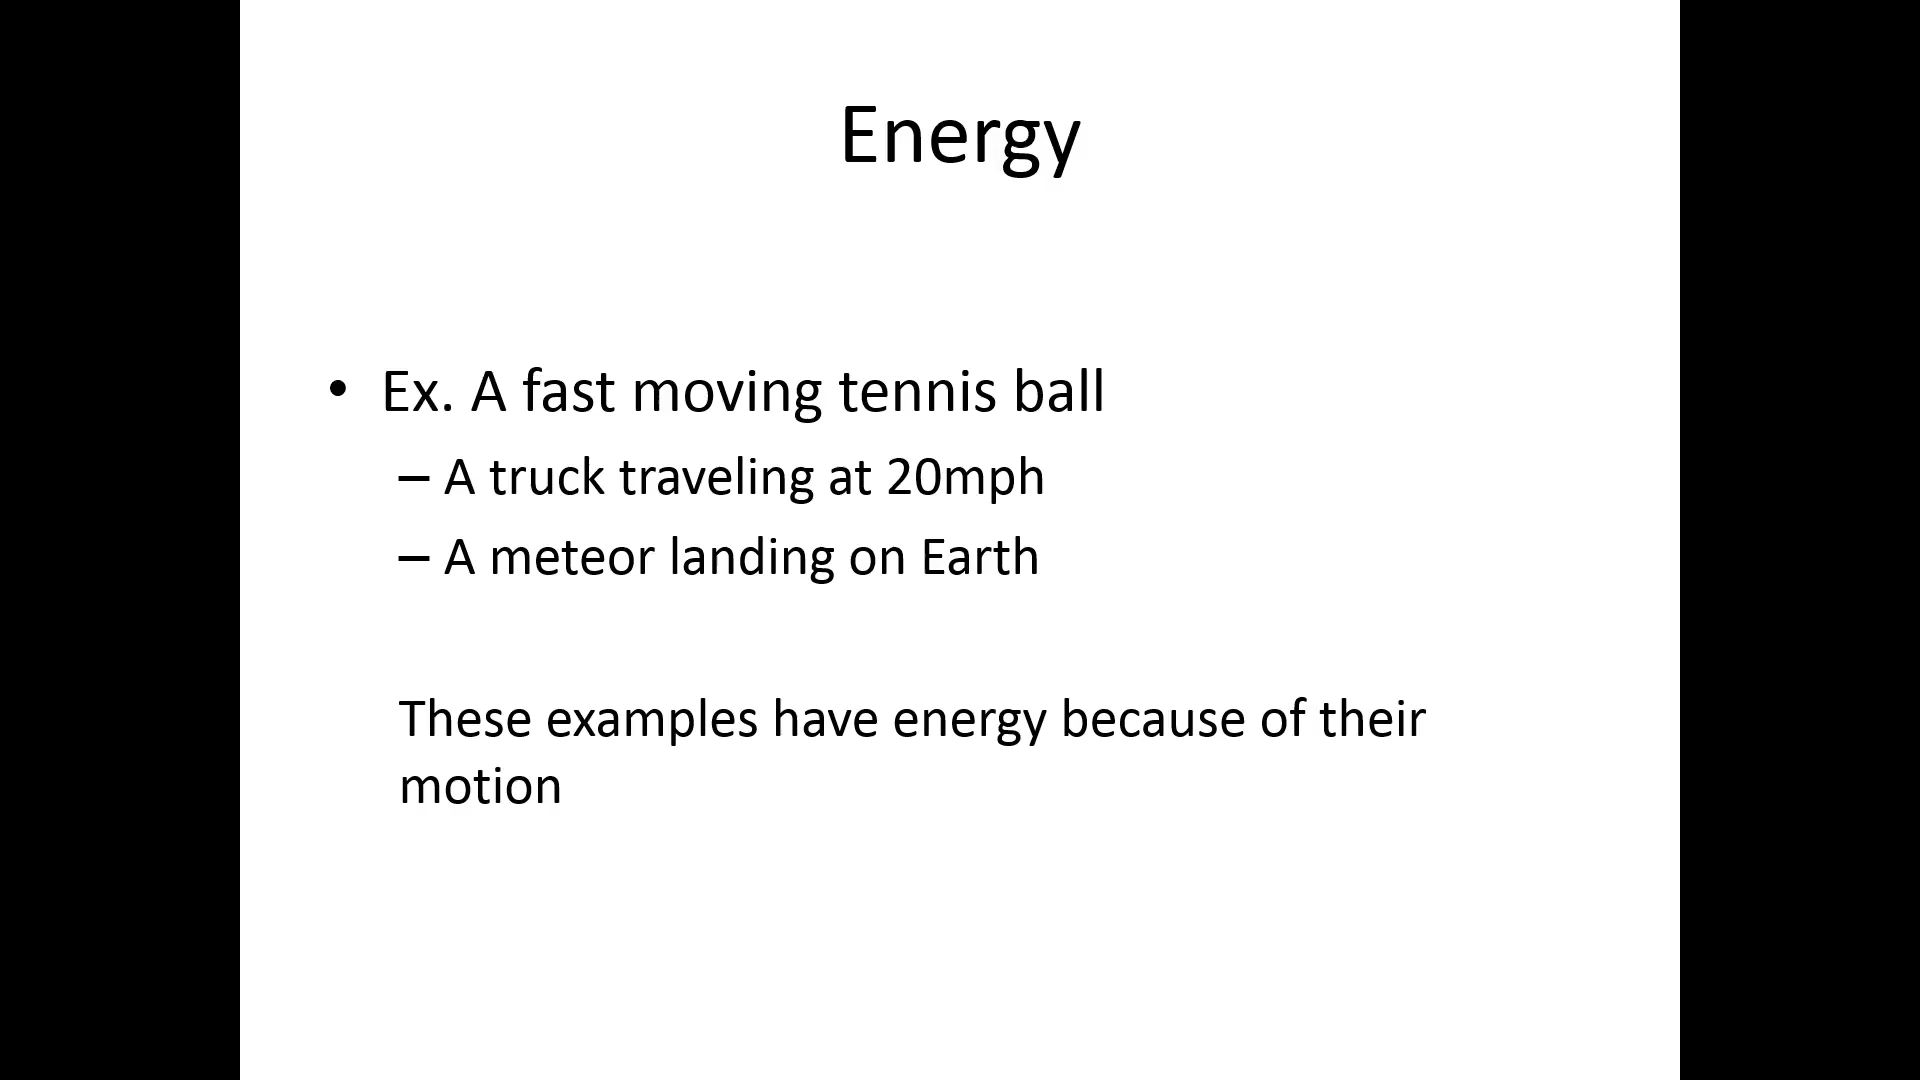 Energy
• Ex. A fast moving tennis ball
– A truck traveling at 20mph
– A meteor landing on Earth
These examples have energy because of their
motion